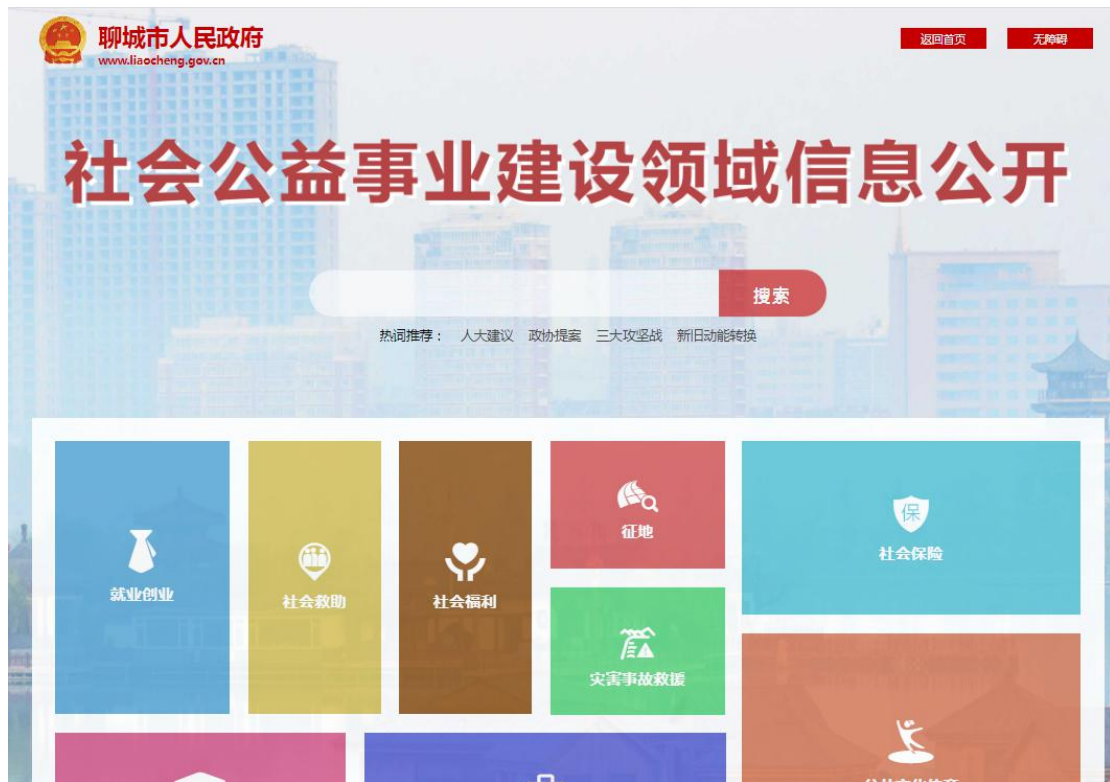 聊城市人民政府
www.liaocheng.gov.cn
返回首页
无障碍
社会公益事业建设领域信息公开
搜索
热词推荐： 人大建议 政协提案 三大攻坚战 新旧动能转换
就业创业
社会救助
社会福利
征地
灾害事故救援
保
社会保险